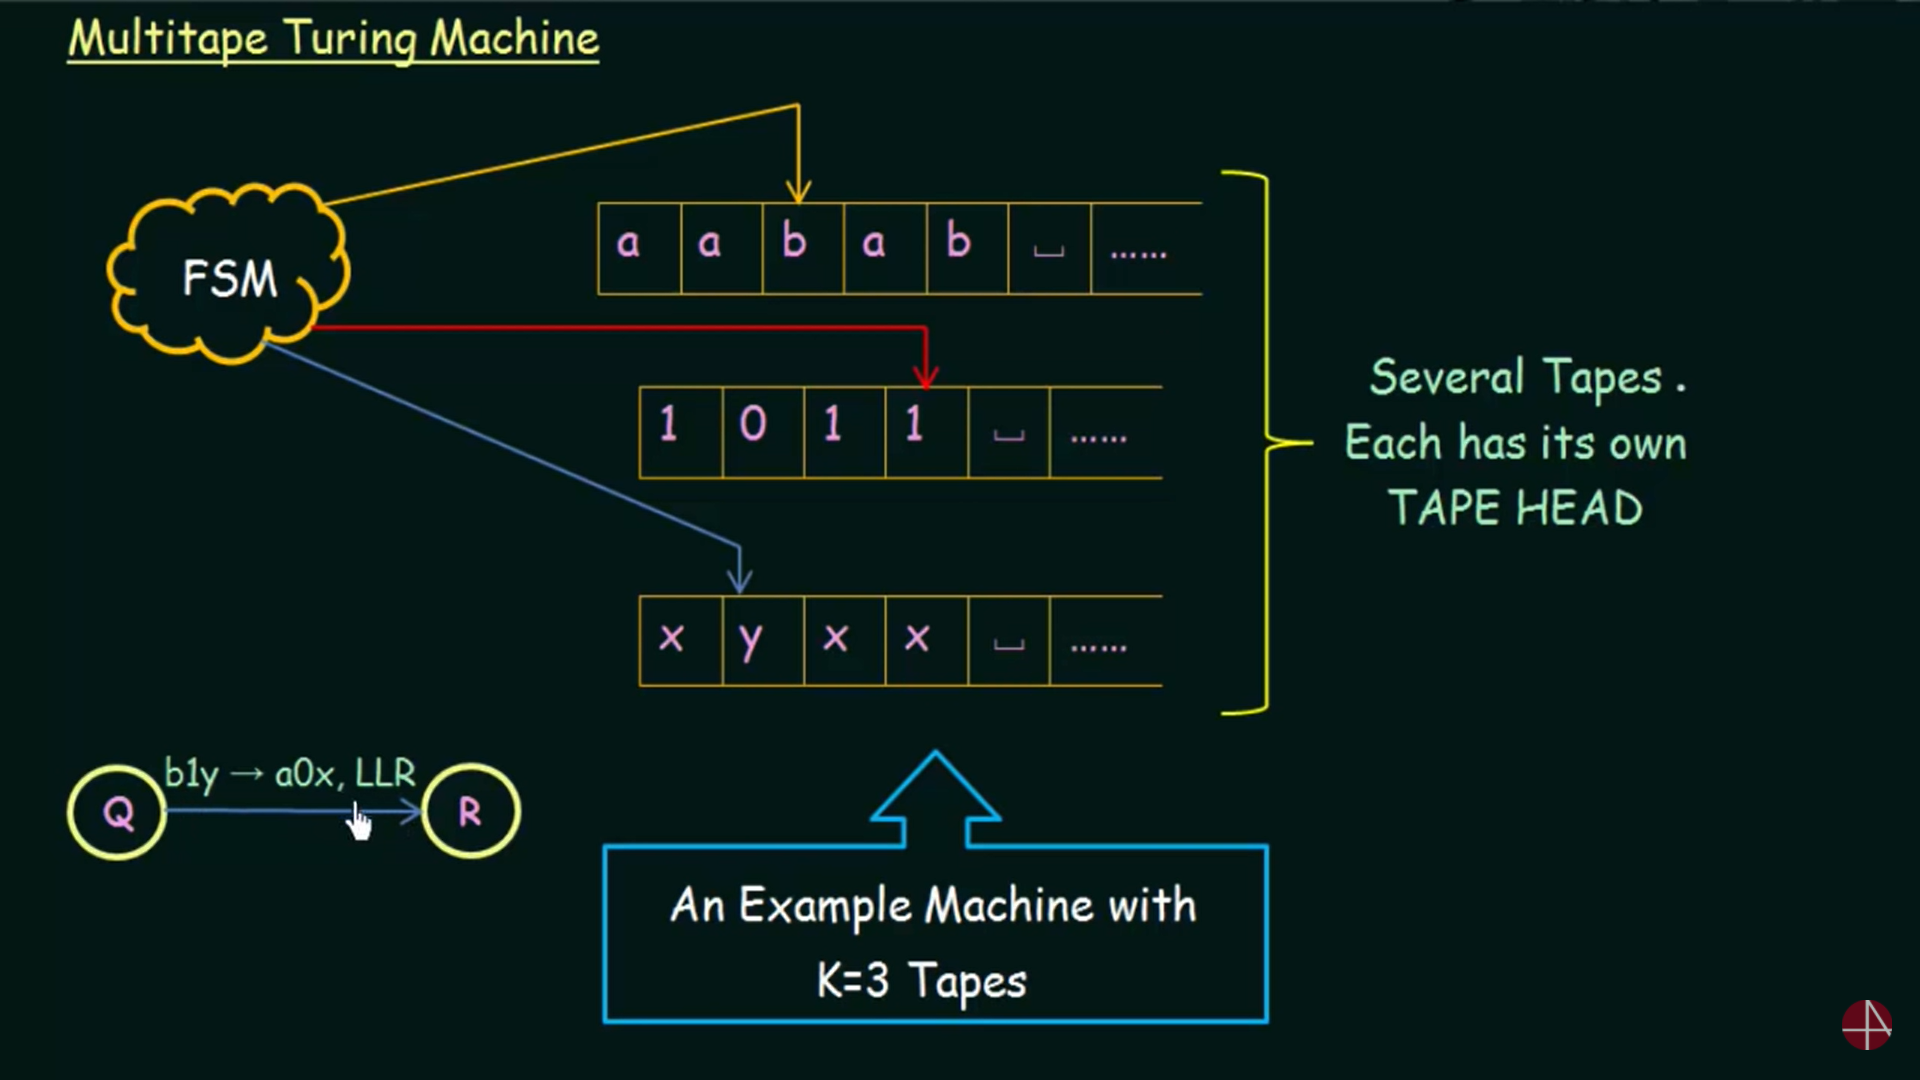 Multitape Turing Machine
FSM
a a b a b ⎵ ......
1 0 1 1 ⎵ ......
x y x x ⎵ ......
Several Tapes .
Each has its own
TAPE HEAD
b1y → a0x, LLR
Q R
An Example Machine with
K=3 Tapes